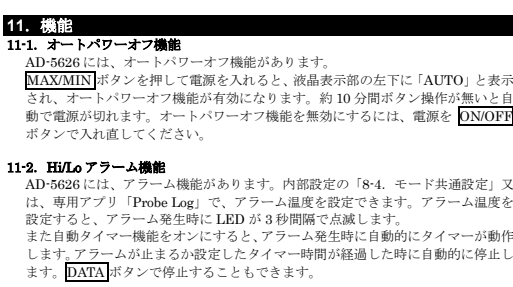 11. 機能
11-1. オートパワーオフ機能
AD-5626 には、オートパワーオフ機能があります。
MAX/MIN ボタンを押して電源を入れると、液晶表示部の左下に「AUTO」と表示
され、オートパワーオフ機能が有効になります。約 10 分間ボタン操作が無いと自
動で電源が切れます。オートパワーオフ機能を無効にするには、電源を ON/OFF
ボタンで入れ直してください。
11-2. Hi/Lo アラーム機能
AD-5626 には、アラーム機能があります。内部設定の「8-4. モード共通設定」又
は、専用アプリ「Probe Log」で、アラーム温度を設定できます。アラーム温度を
設定すると、アラーム発生時に LED が 3 秒間隔で点滅します。
また自動タイマー機能をオンにすると、アラーム発生時に自動的にタイマーが動作
します。アラームが止まるか設定したタイマー時間が経過した時に自動的に停止し
ます。DATA ボタンで停止することもできます。